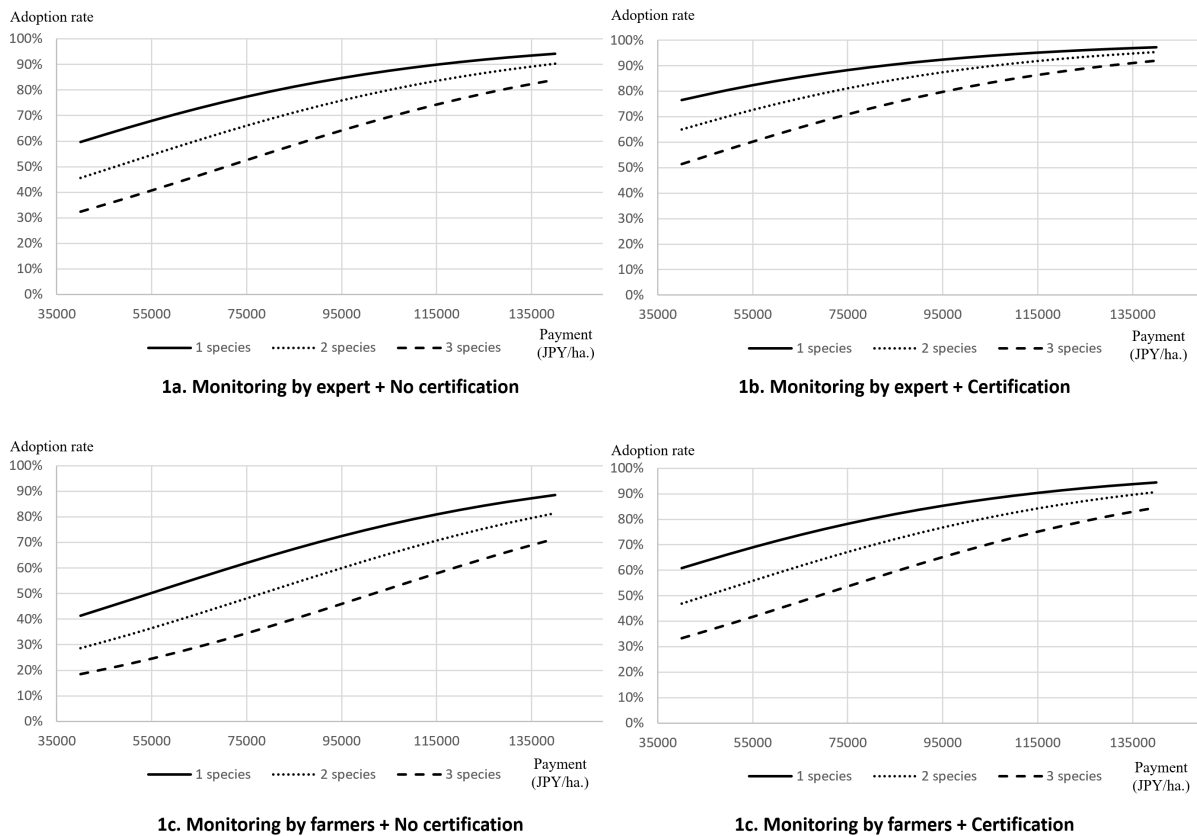 Adoption rate
100%
90%
80%
70%
60%
50%
40%
30%
20%
10%
0%
35000 55000 75000 95000 115000 135000
Payment
(JPY/ha.)
1 species 2 species 3 species
1a. Monitoring by expert + No certification
Adoption rate
100%
90%
80%
70%
60%
50%
40%
30%
20%
10%
0%
35000 55000 75000 95000 115000 135000
Payment
(JPY/ha.)
1 species 2 species 3 species
1b. Monitoring by expert + Certification
Adoption rate
100%
90%
80%
70%
60%
50%
40%
30%
20%
10%
0%
35000 55000 75000 95000 115000 135000
Payment
(JPY/ha.)
1 species 2 species 3 species
1c. Monitoring by farmers + No certification
Adoption rate
100%
90%
80%
70%
60%
50%
40%
30%
20%
10%
0%
35000 55000 75000 95000 115000 135000
Payment
(JPY/ha.)
1 species 2 species 3 species
1c. Monitoring by farmers + Certification